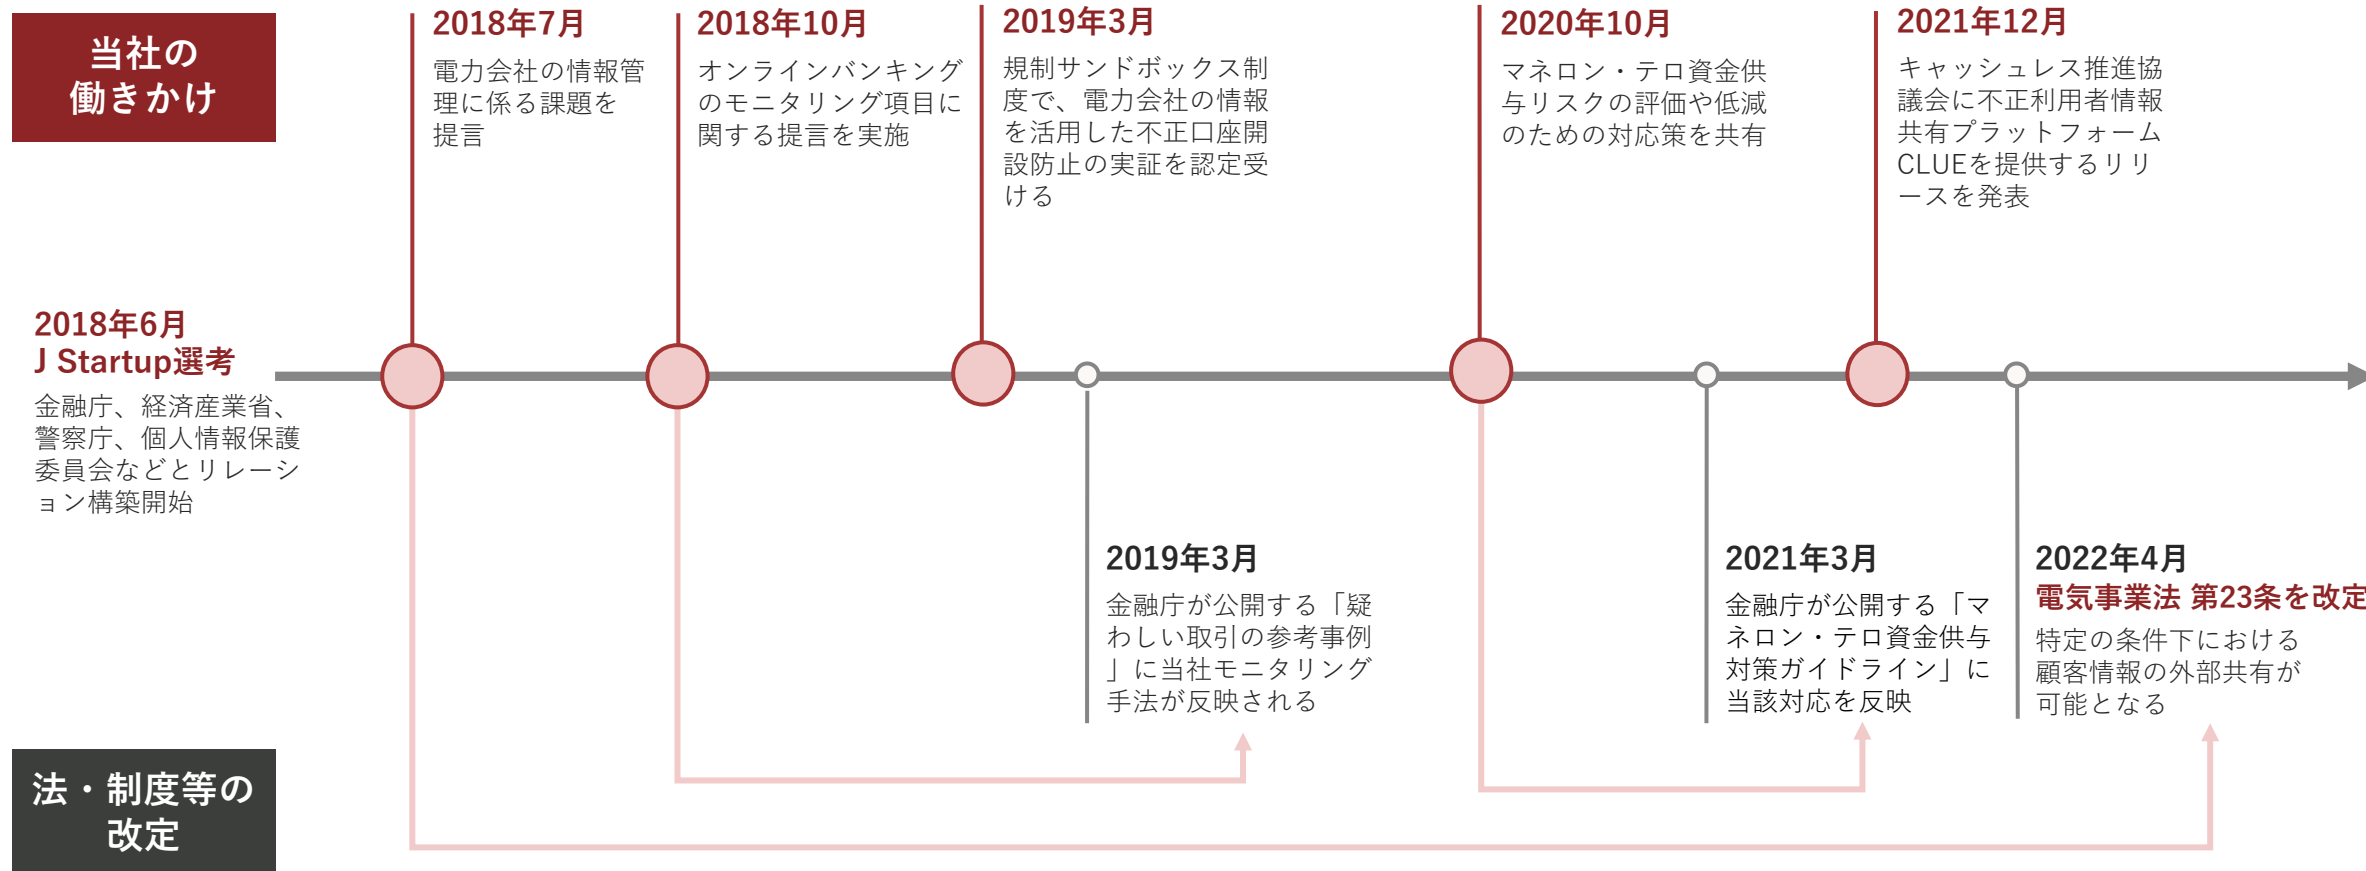 当社の
働きかけ
2018年7月
電力会社の情報管
理に係る課題を
提言
2018年10月
オンラインバンキング
のモニタリング項目に
関する提言を実施
2019年3月
規制サンドボックス制
度で、電力会社の情報
を活用した不正口座開
設防止の実証を認定受
ける
2020年10月
マネロン・テロ資金供
与リスクの評価や低減
のための対応策を共有
2021年12月
キャッシュレス推進協
議会に不正利用者情報
共有プラットフォーム
CLUEを提供するリリ
ースを発表
2018年6月
J Startup選考
金融庁、経済産業省、
警察庁、個人情報保護
委員会などとリレーシ
ョン構築開始
2019年3月
金融庁が公開する「疑
わしい取引の参考事例
」に当社モニタリング
手法が反映される
2021年3月
金融庁が公開する「マ
ネロン・テロ資金供与
対策ガイドライン」に
当該対応を反映
2022年4月
電気事業法 第23条を改定
特定の条件下における
顧客情報の外部共有が
可能となる
法・制度等の
改定